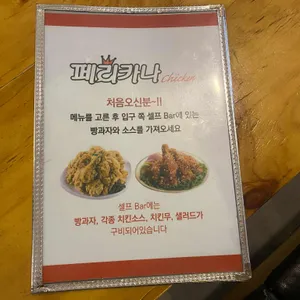 페리카나
Chicken
처음오신분~!!
메뉴를 고른 후 입구 쪽 셀프 Bar에 있는
빵과자와 소스를 가져오세요
셀프 Bar에는
빵과자, 각종 치킨소스, 치킨무, 샐러드가
구비되어있습니다